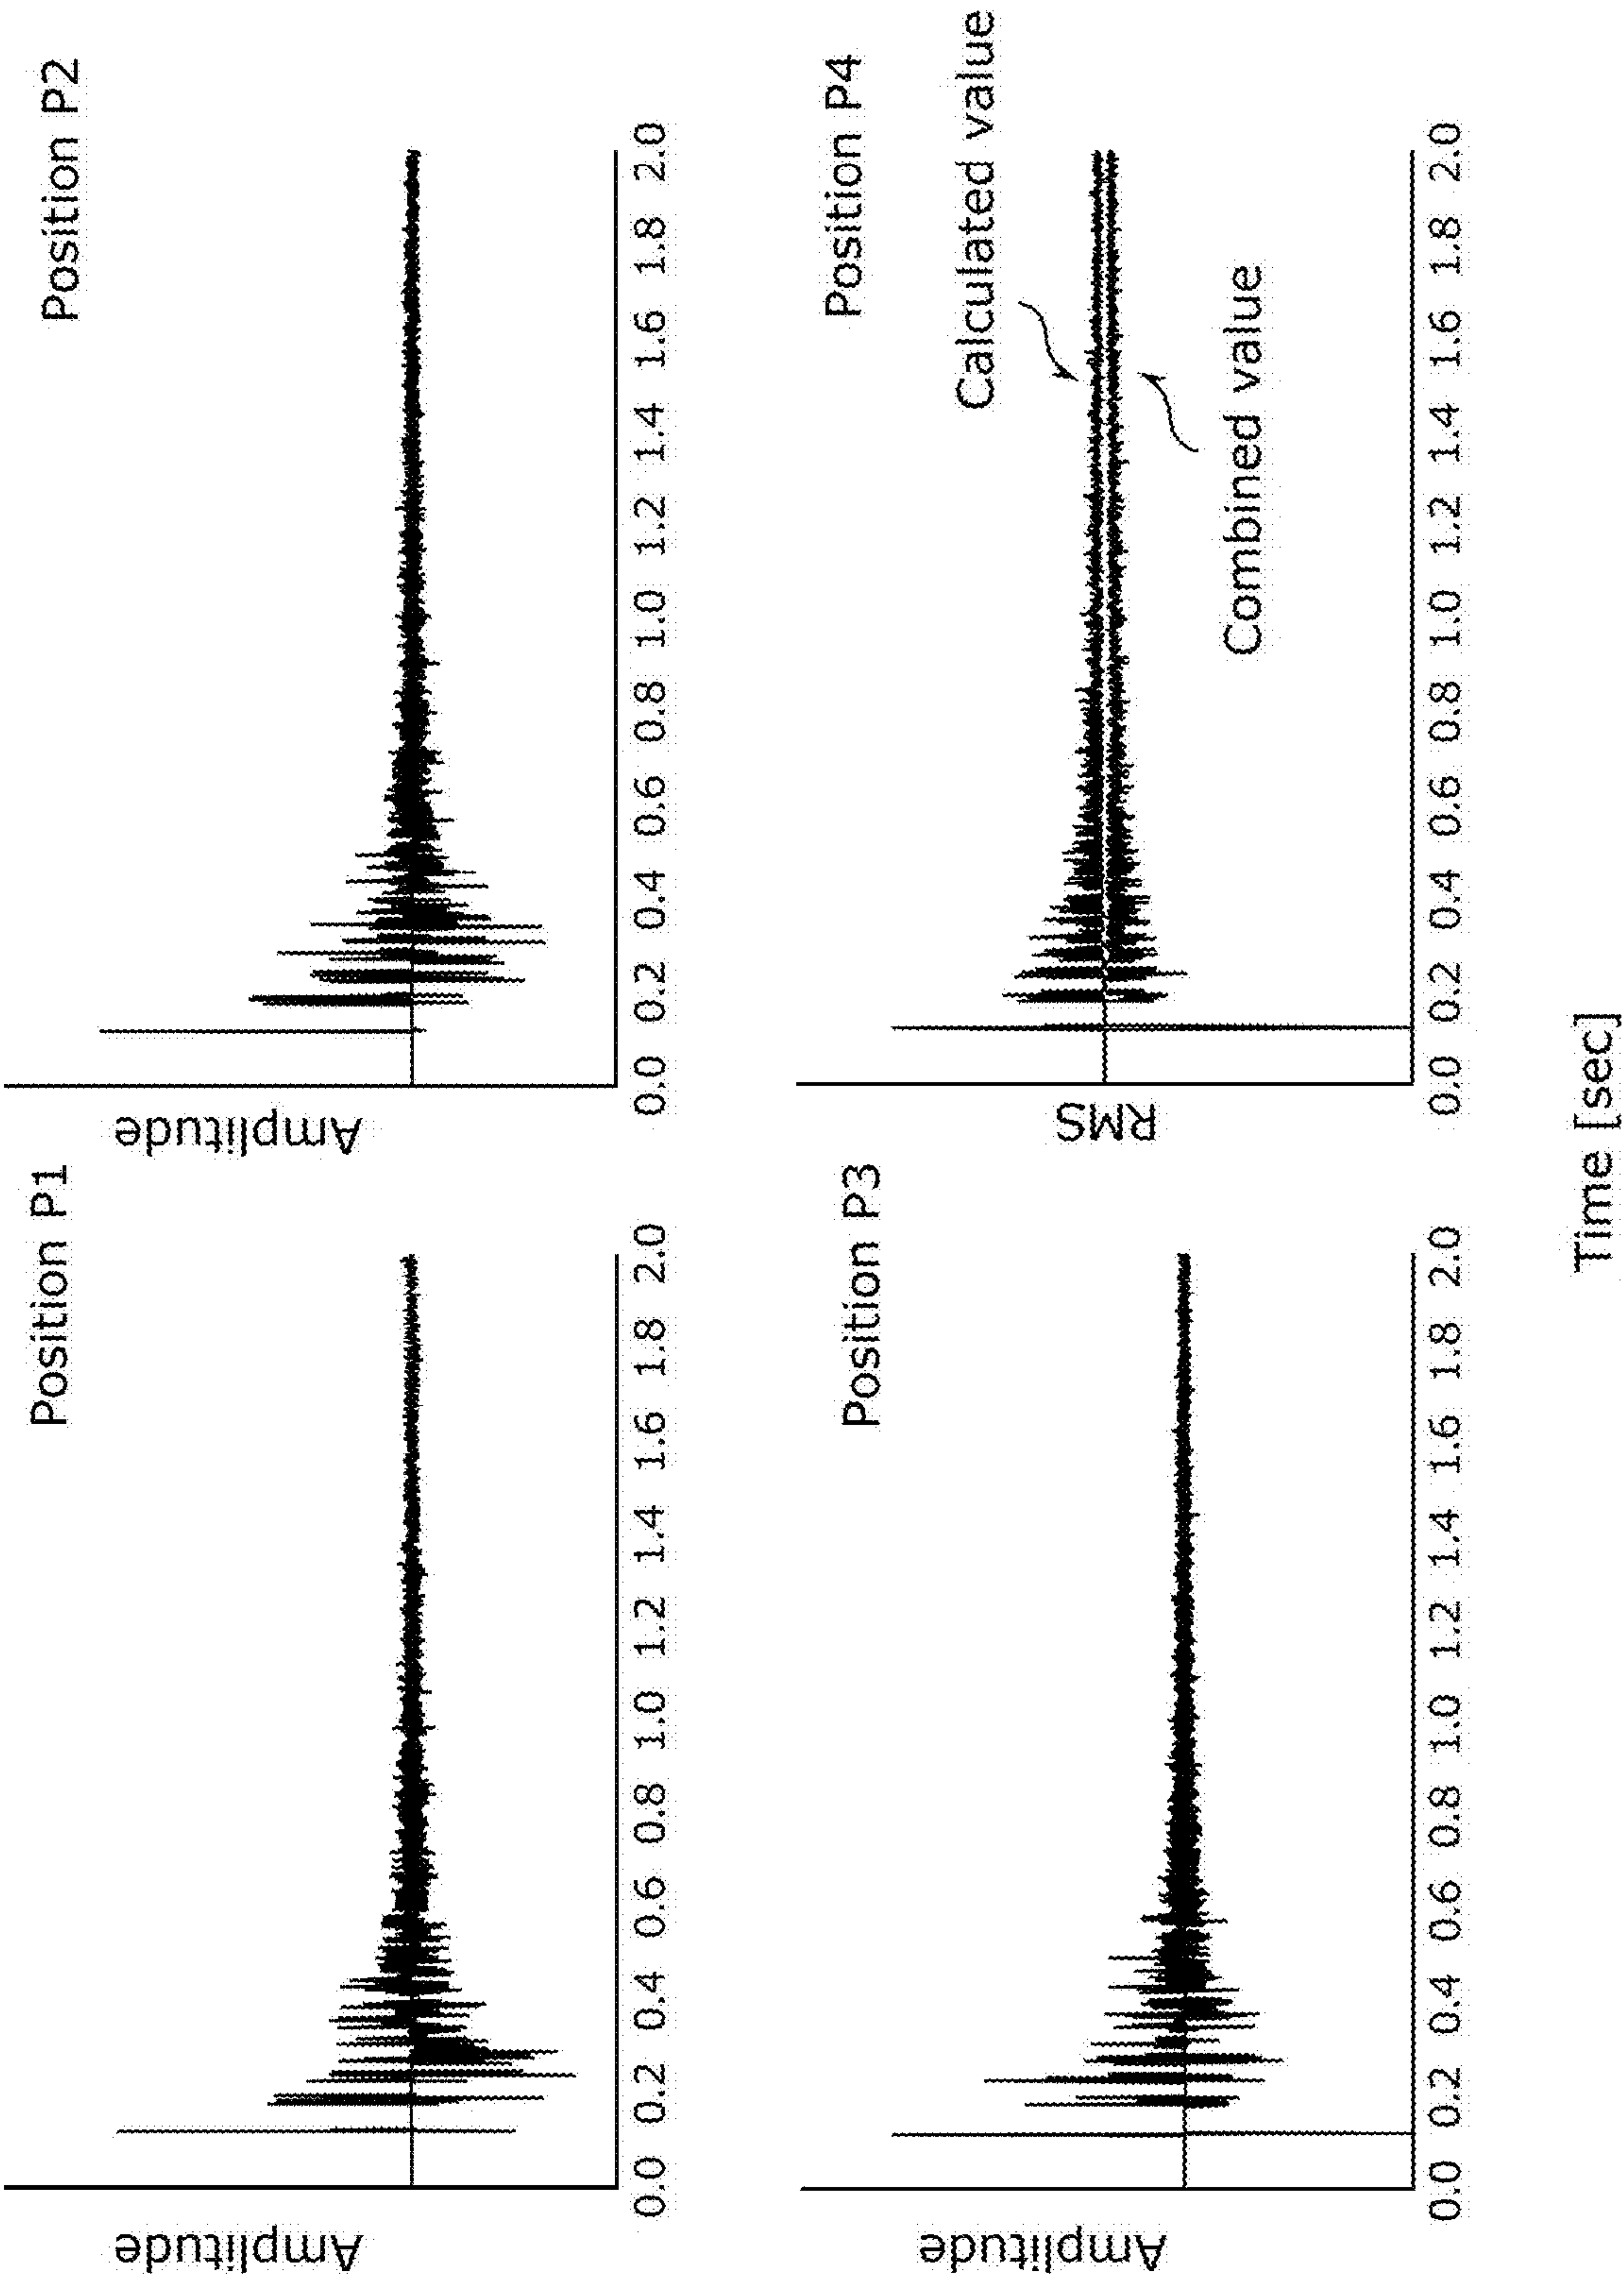 Position P1
Amplitude
0.0 0.2 0.4 0.6 0.8 1.0 1.2 1.4 1.6 1.8 2.0
Position P2
Amplitude
0.0 0.2 0.4 0.6 0.8 1.0 1.2 1.4 1.6 1.8 2.0
Position P3
Amplitude
0.0 0.2 0.4 0.6 0.8 1.0 1.2 1.4 1.6 1.8 2.0
Position P4
Calculated value
RMS
Combined value
0.0 0.2 0.4 0.6 0.8 1.0 1.2 1.4 1.6 1.8 2.0
Time [sec]